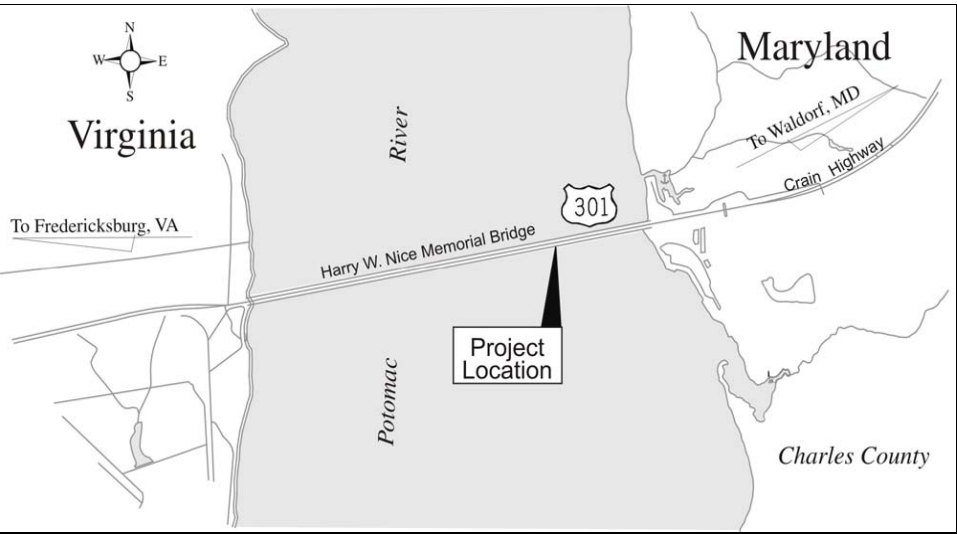 N
W
E
S
Virginia
Maryland
River
To Waldorf, MD
Crain Highway
301
To Fredericksburg, VA
Harry W. Nice Memorial Bridge
Project
Location
Potomac
Charles County